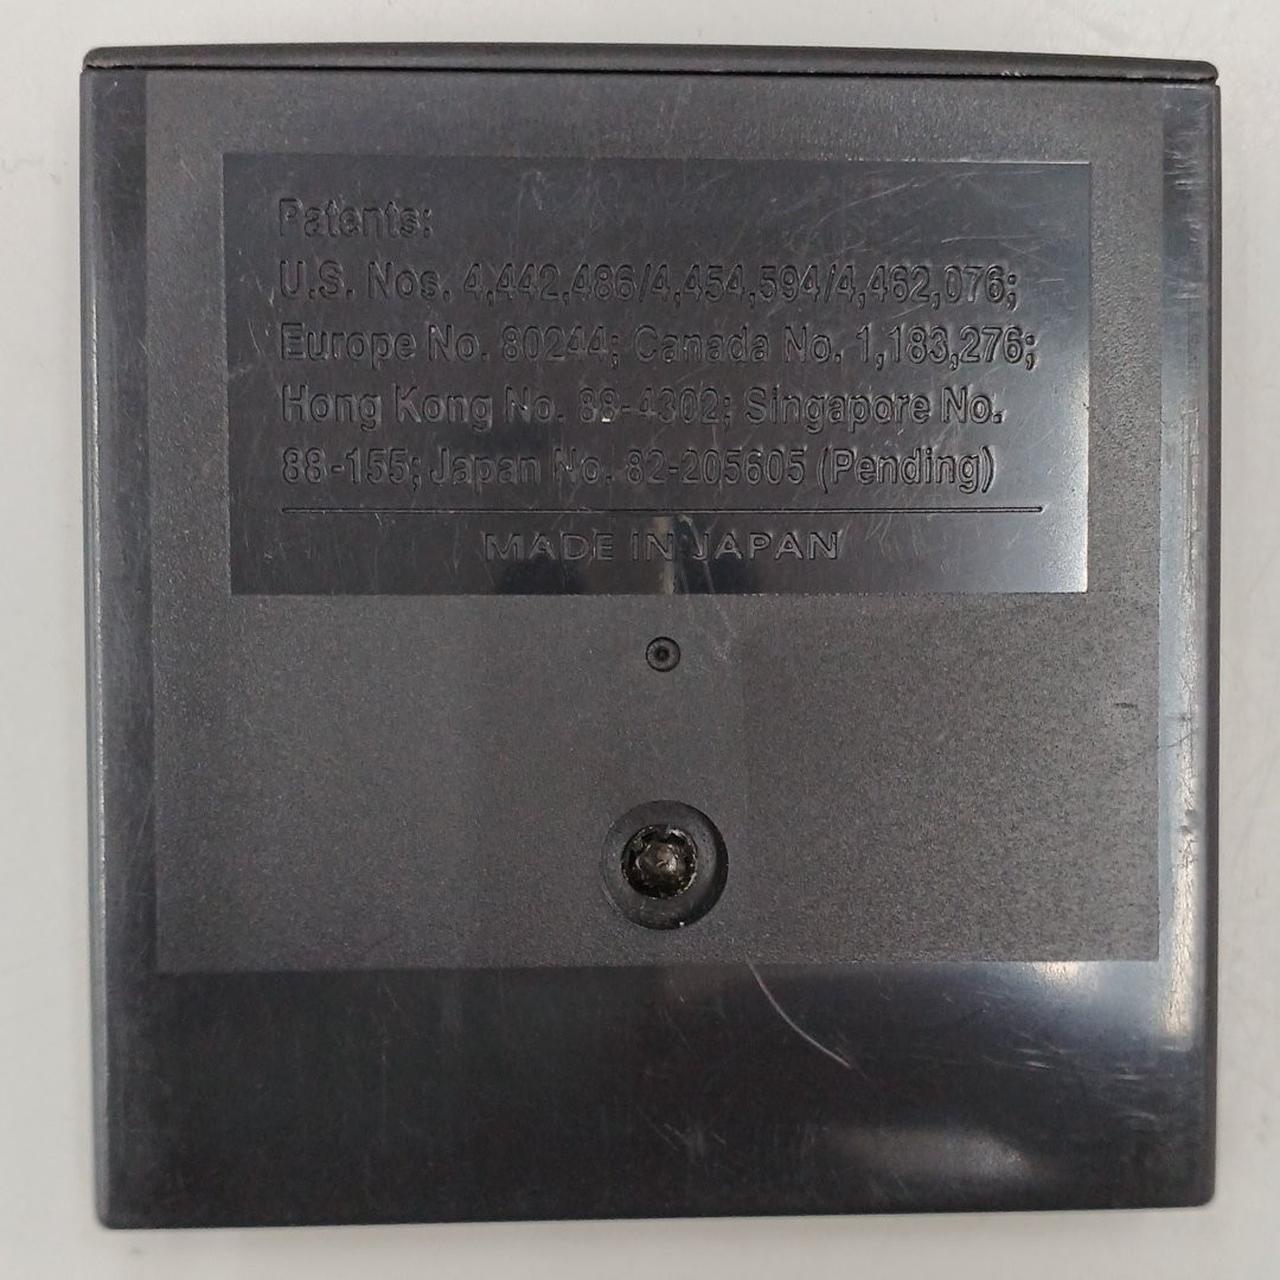 Patents:
U.S. Nos. 4,442,486/4,454,594/4,462,076;
Europe No. 80244; Canada No. 1,183,276;
Hong Kong No. 88-4302; Singapore No.
88-155; Japan No. 82-205605 (Pending)
MADE IN JAPAN